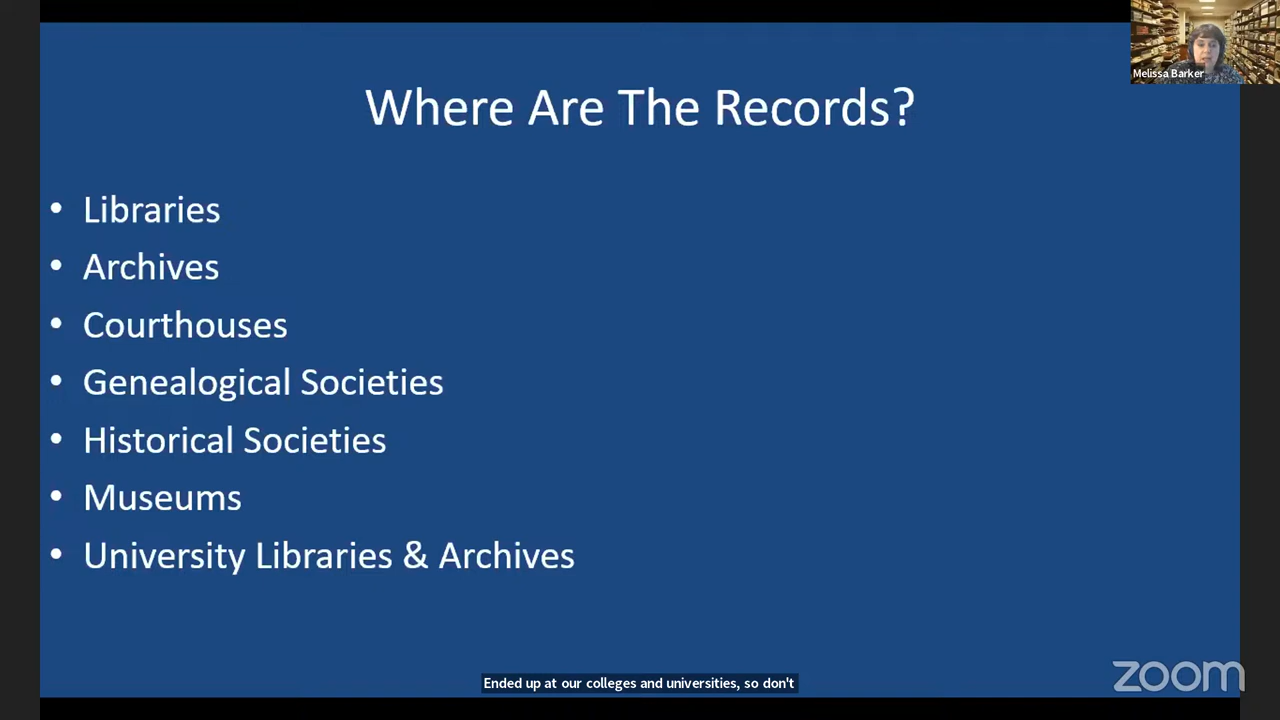 Melissa Barker
Where Are The Records?
• Libraries
• Archives
• Courthouses
• Genealogical Societies
• Historical Societies
• Museums
• University Libraries & Archives
Ended up at our colleges and universities, so don't
zoom